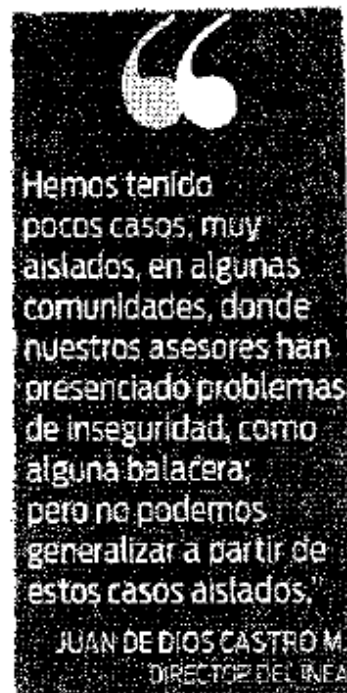 Hemos tenido
pocos casos, muy
aislados, en algunas
comunidades, donde
nuestros asesores han
presenciado problemas
de inseguridad, como
alguna balacera;
pero no podemos
generalizar a partir de
estos casos aislados."
JUAN DE DIOS CASTRO M.
DIRECTOR DEL INEA